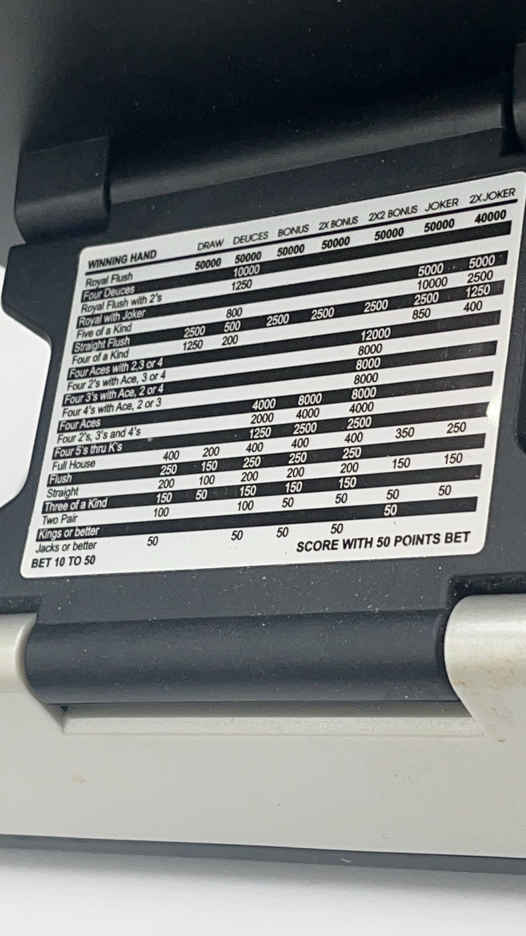 WINNING HAND DRAW DEUCES BONUS 2X BONUS 2X2 BONUS JOKER 2X JOKER
Royal Flush 50000 50000 50000 50000 50000 50000 40000
Four Deuces 10000
Royal Flush with 2's 1250
Royal with Joker 5000 5000
Five of a Kind 800 10000 2500
Straight Flush 2500 500 2500 2500 2500 2500 1250
Four of a Kind 1250 200 850 400
Four Aces with 2,3 or 4 12000
Four 2's with Ace, 3 or 4 8000
Four 3's with Ace, 2 or 4 8000
Four 4's with Ace, 2 or 3 8000
Four Aces 4000 8000 8000
Four 2's, 3's and 4's 2000 4000 4000
Four 5's thru K's 1250 2500 2500
Full House 400 200 400 400 400 350 250
Flush 250 150 250 250 250
Straight 200 100 200 200 200 150 150
Three of a Kind 150 50 150 150 150
Two Pair 100 100 50 50 50 50
Kings or better 50
Jacks or better 50 50 50 50
BET 10 TO 50 SCORE WITH 50 POINTS BET